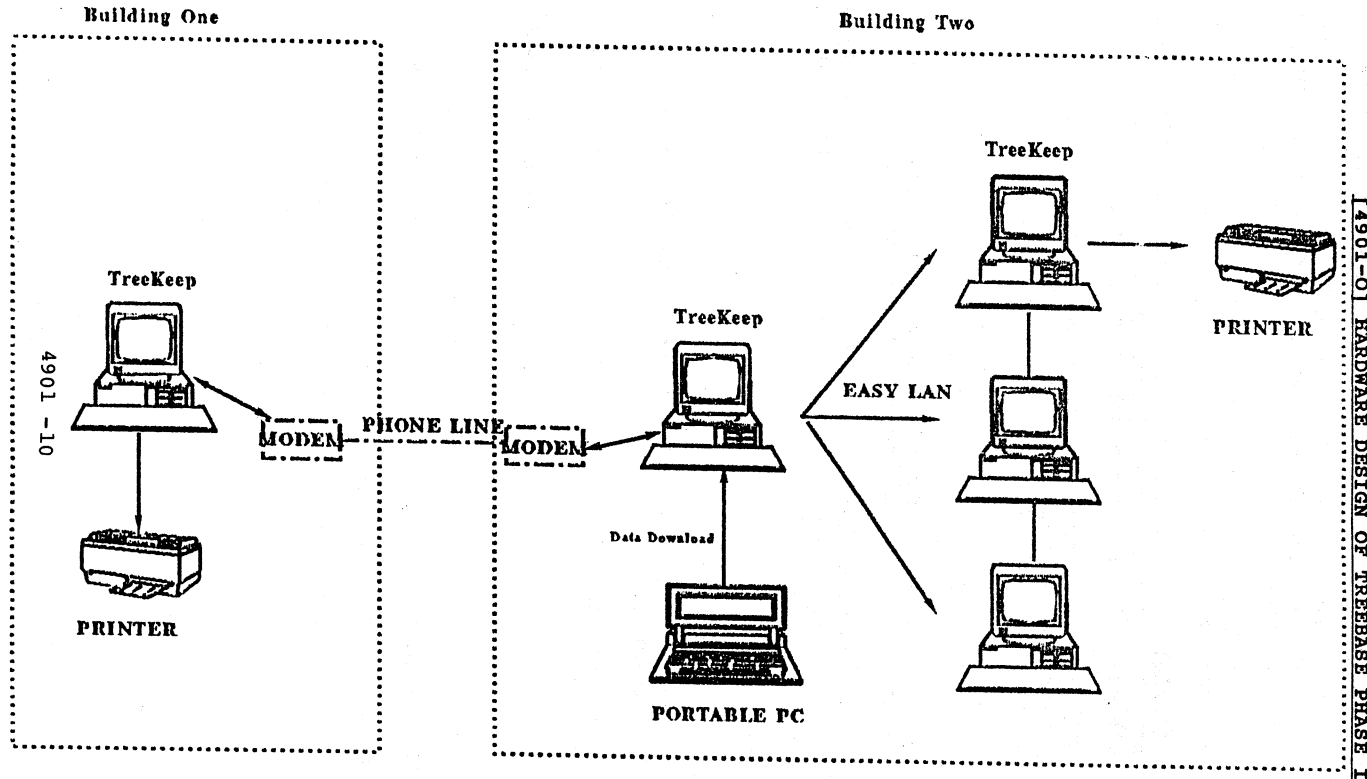 Building One
Building Two
TreeKeep
TreeKeep
TreeKeep
4901 -10
MODEM
PHONE LINE
MODEM
EASY LAN
PRINTER
PRINTER
Data Download
PORTABLE PC
[4901-O] HARDWARE DESIGN OF TREEBASE PHASE I